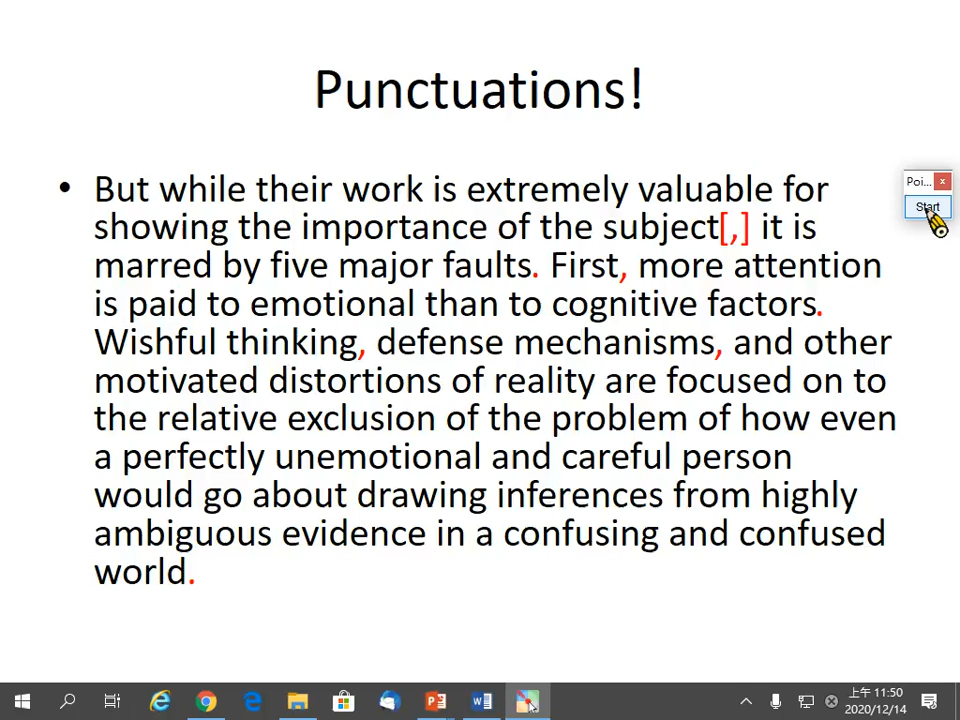 Punctuations!
• But while their work is extremely valuable for
showing the importance of the subject[,] it is
marred by five major faults. First, more attention
is paid to emotional than to cognitive factors.
Wishful thinking, defense mechanisms, and other
motivated distortions of reality are focused on to
the relative exclusion of the problem of how even
a perfectly unemotional and careful person
would go about drawing inferences from highly
ambiguous evidence in a confusing and confused
world.
Poi... x
Start
上午 11:50
2020/12/14